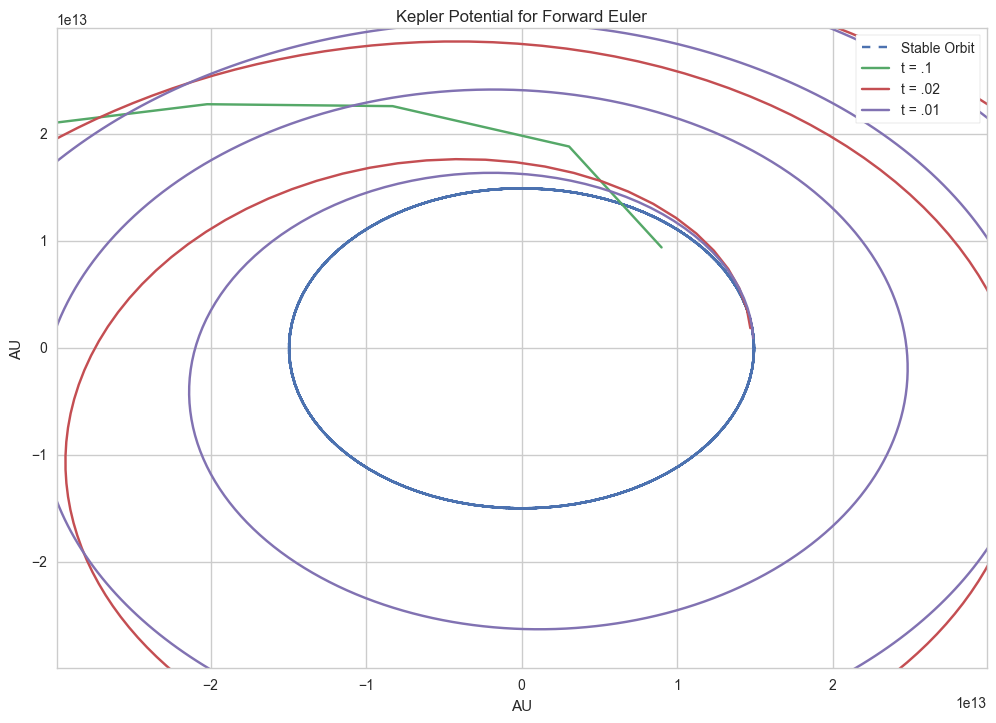 Kepler Potential for Forward Euler
1e13
Stable Orbit
t = .1
t = .02
t = .01
2
1
0
−1
−2
AU
−2
−1
0
1
2
1e13
AU